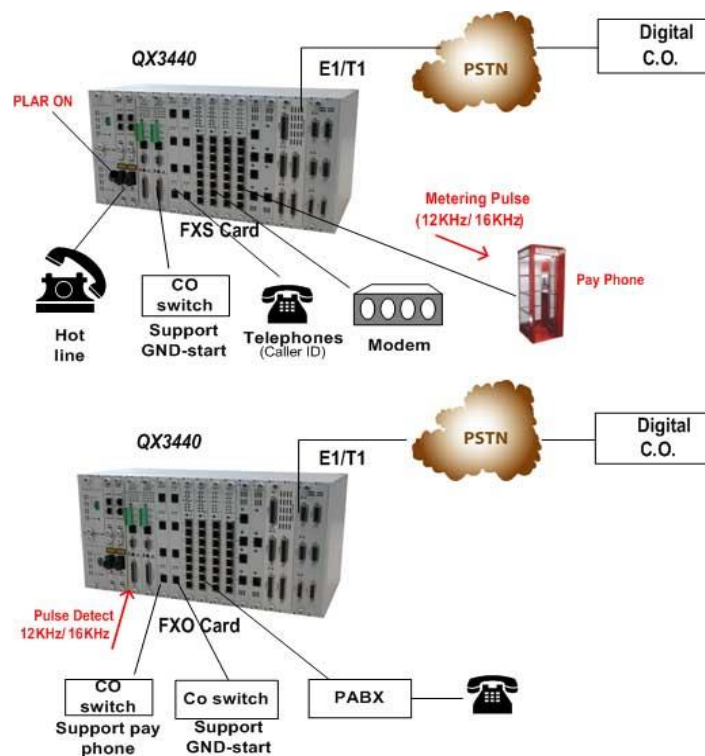 Digital
C.O.
PSTN
QX3440
E1/T1
PLAR ON
Metering Pulse
(12KHz/ 16KHz)
FXS Card
Pay Phone
CO
switch
Hot
line
Support
GND-start
Telephones
(Caller ID)
Modem
Digital
C.O.
PSTN
QX3440
E1/T1
Pulse Detect
12KHz/ 16KHz
FXO Card
CO
switch
Support pay
phone
Co switch
Support
GND-start
PABX